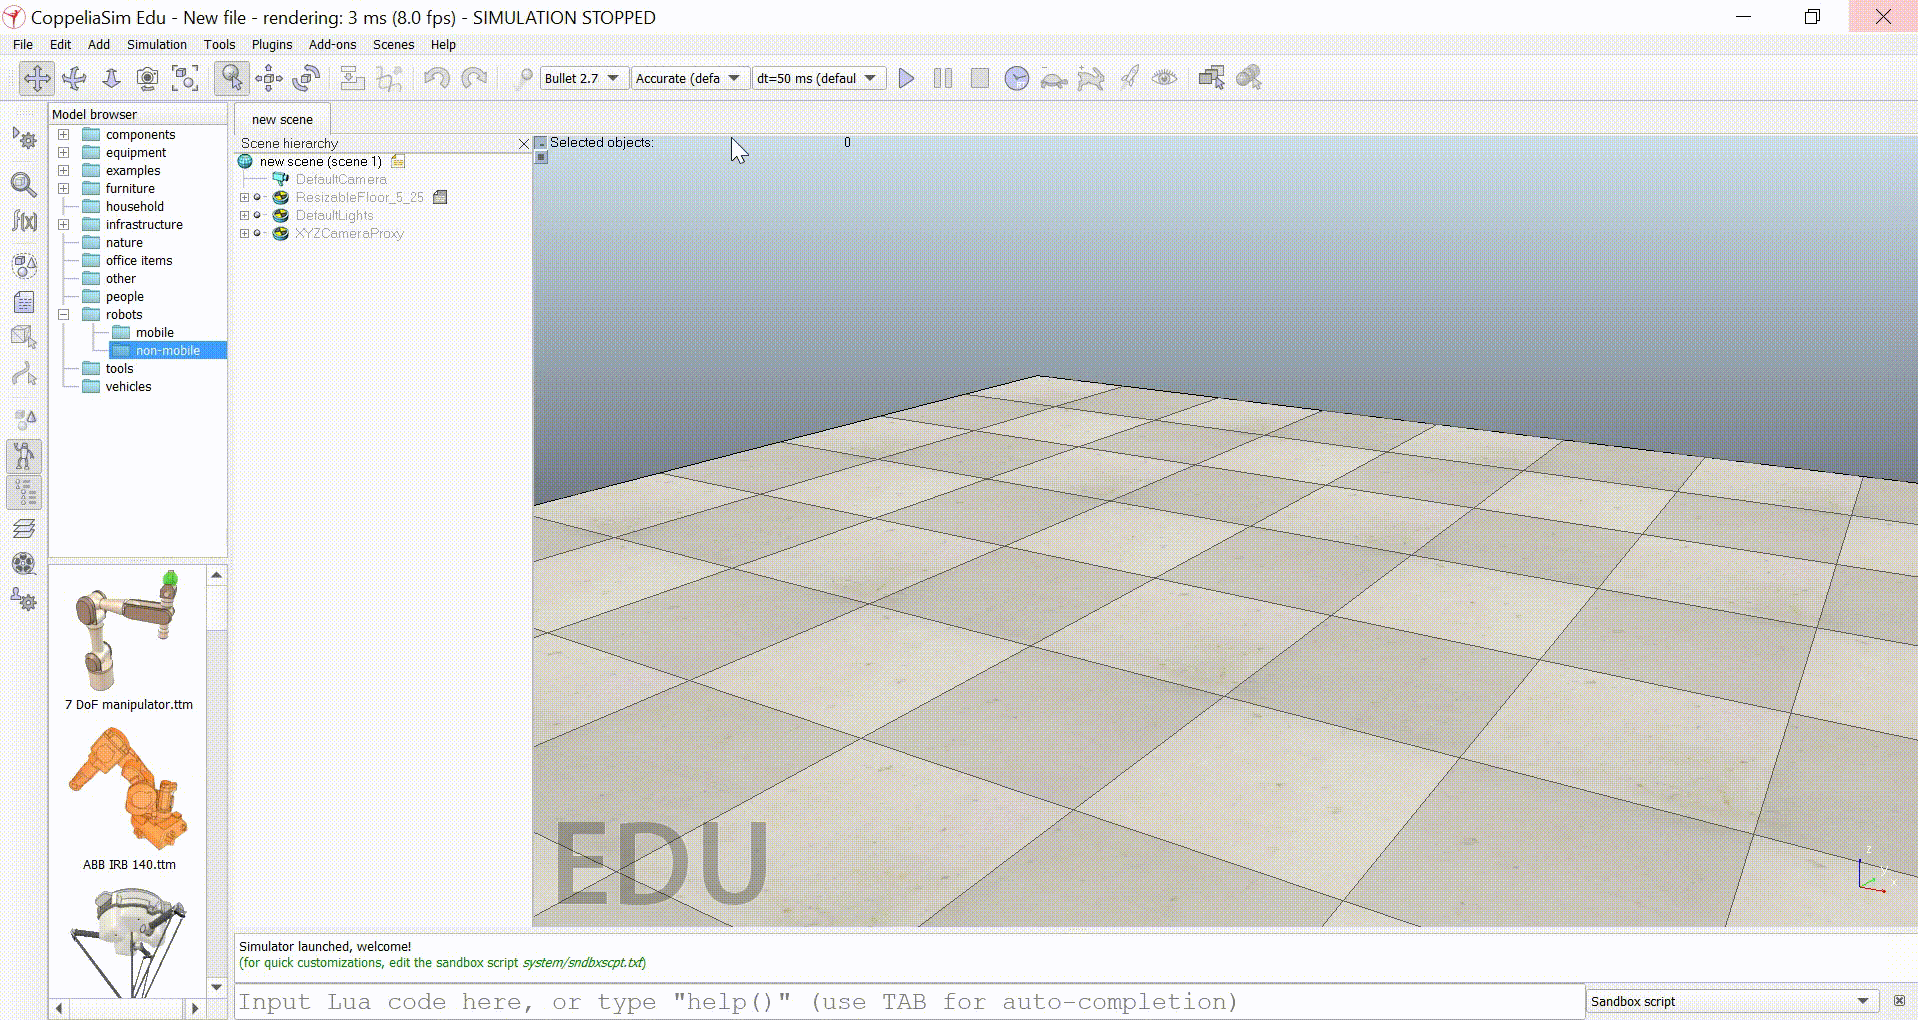 CoppeliaSim Edu - New file - rendering: 3 ms (8.0 fps) - SIMULATION STOPPED
File Edit Add Simulation Tools Plugins Add-ons Scenes Help
Bullet 2.7 Accurate (defa dt=50 ms (defaul
Model browser
components
equipment
examples
furniture
household
infrastructure
nature
office items
other
people
robots
mobile
non-mobile
tools
vehicles
7 DoF manipulator.ttm
ABB IRB 140.ttm
new scene
Scene hierarchy
new scene (scene 1)
DefaultCamera
ResizableFloor_5_25
DefaultLights
XYZCameraProxy
f(x)
Selected objects: 0
EDU
z
x
Simulator launched, welcome!
(for quick customizations, edit the sandbox script system/sndbxscpt.txt)
Input Lua code here, or type "help()" (use TAB for auto-completion)
Sandbox script